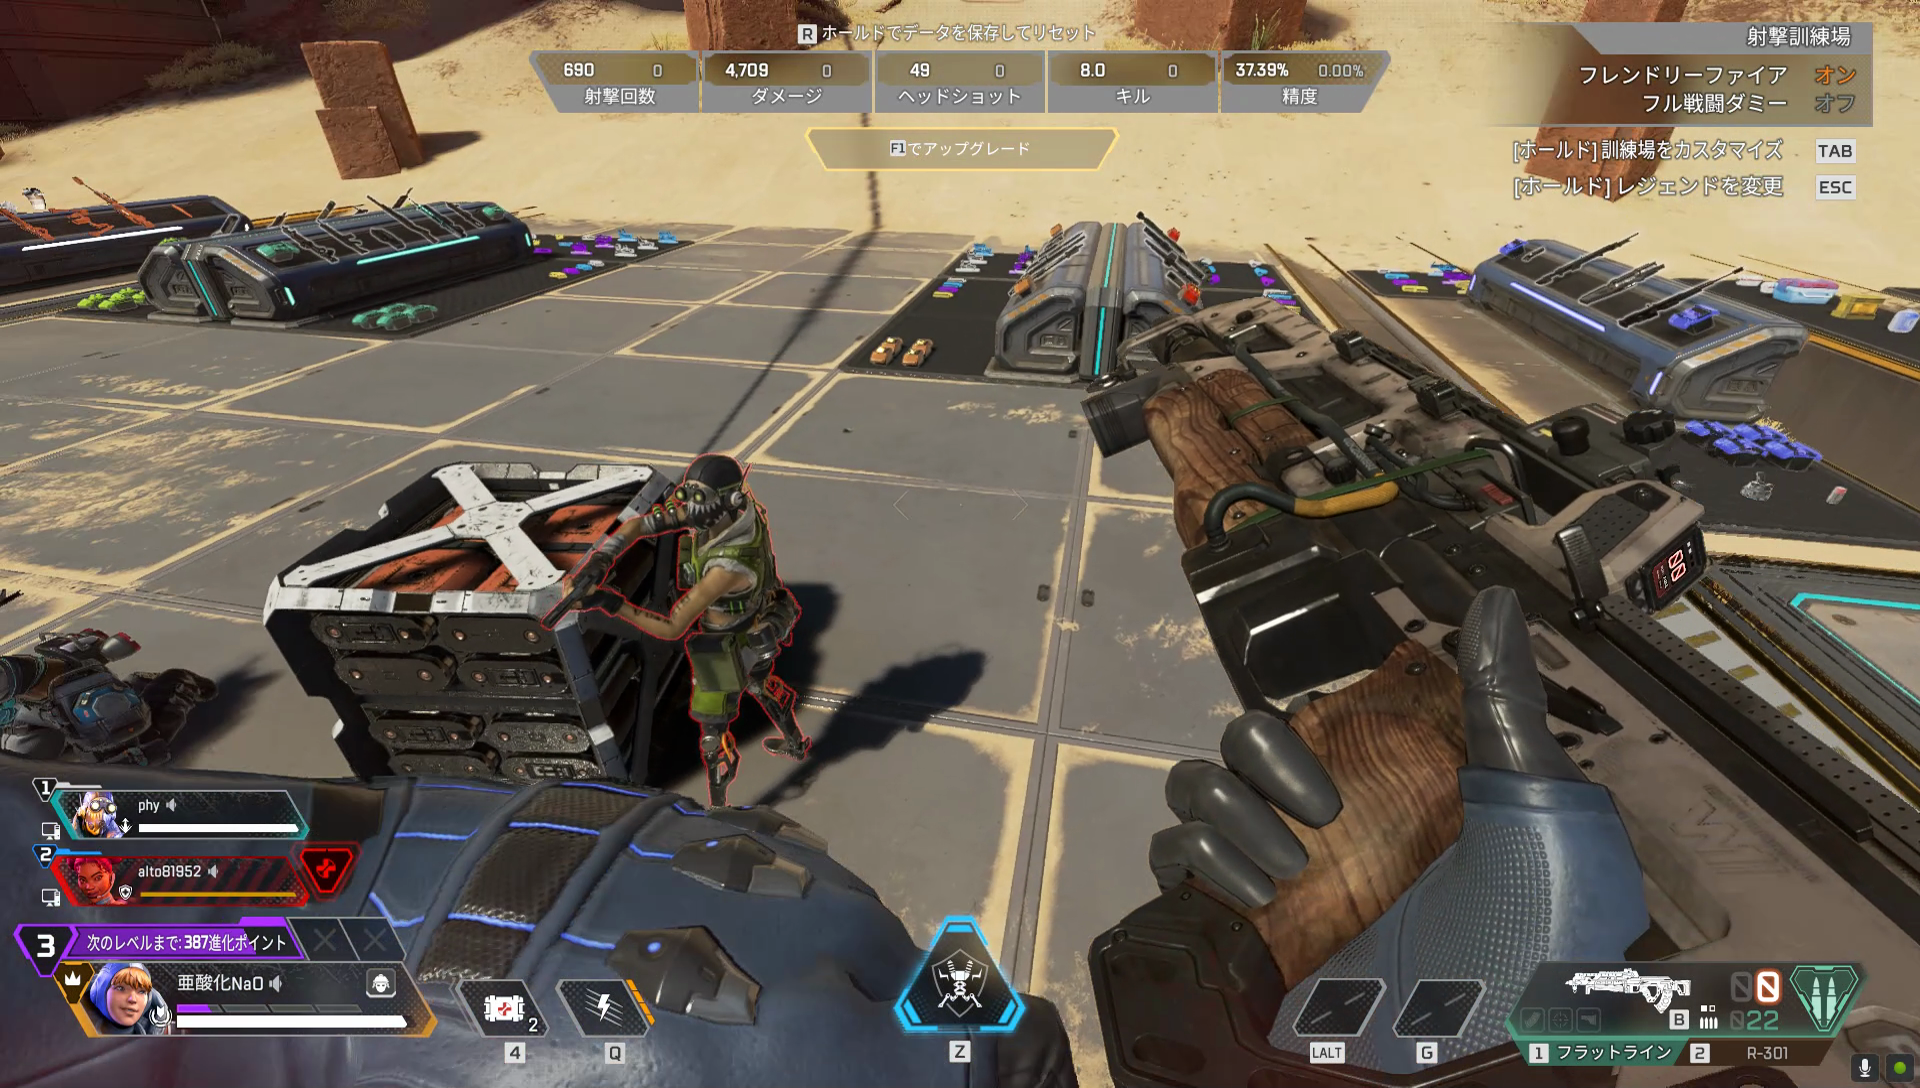 R ホールドでデータを保存してリセット
690 0 4,709 0 49 0 8.0 0 37.39% 0.00%
射撃回数 ダメージ ヘッドショット キル 精度
F1でアップグレード
射撃訓練場
フレンドリーファイア オン
フル戦闘ダミー オフ
[ホールド]訓練場をカスタマイズ TAB
[ホールド]レジェンドを変更 ESC
00
1 phy
2 alto81952
3 次のレベルまで:387進化ポイント
亜酸化NaO
2
4 Q
Z
LALT G
00
B 022
1 フラットライン 2 R-301